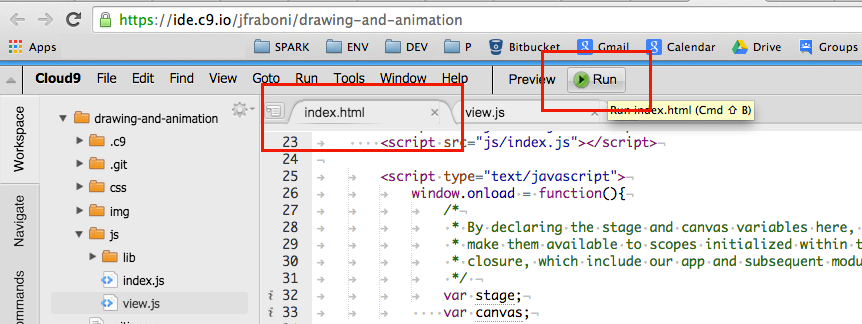 https://ide.c9.io/jfraboni/drawing-and-animation
Apps SPARK ENV DEV P Bitbucket Gmail Calendar Drive Groups
Cloud9 File Edit Find View Goto Run Tools Window Help Preview Run
Run index.html (Cmd ⇧ B)
index.html × view.js ×
Workspace
Navigate
drawing-and-animation
.c9
.git
css
img
js
lib
index.js
view.js
23 <script src="js/index.js"></script>
24
25 <script type="text/javascript">
26 window.onload = function(){
27 /*
28 * By declaring the stage and canvas variables here,
29 * make them available to scopes initialized within t
30 * closure, which include our app and subsequent modu
31 */
32 var stage;
33 var canvas;